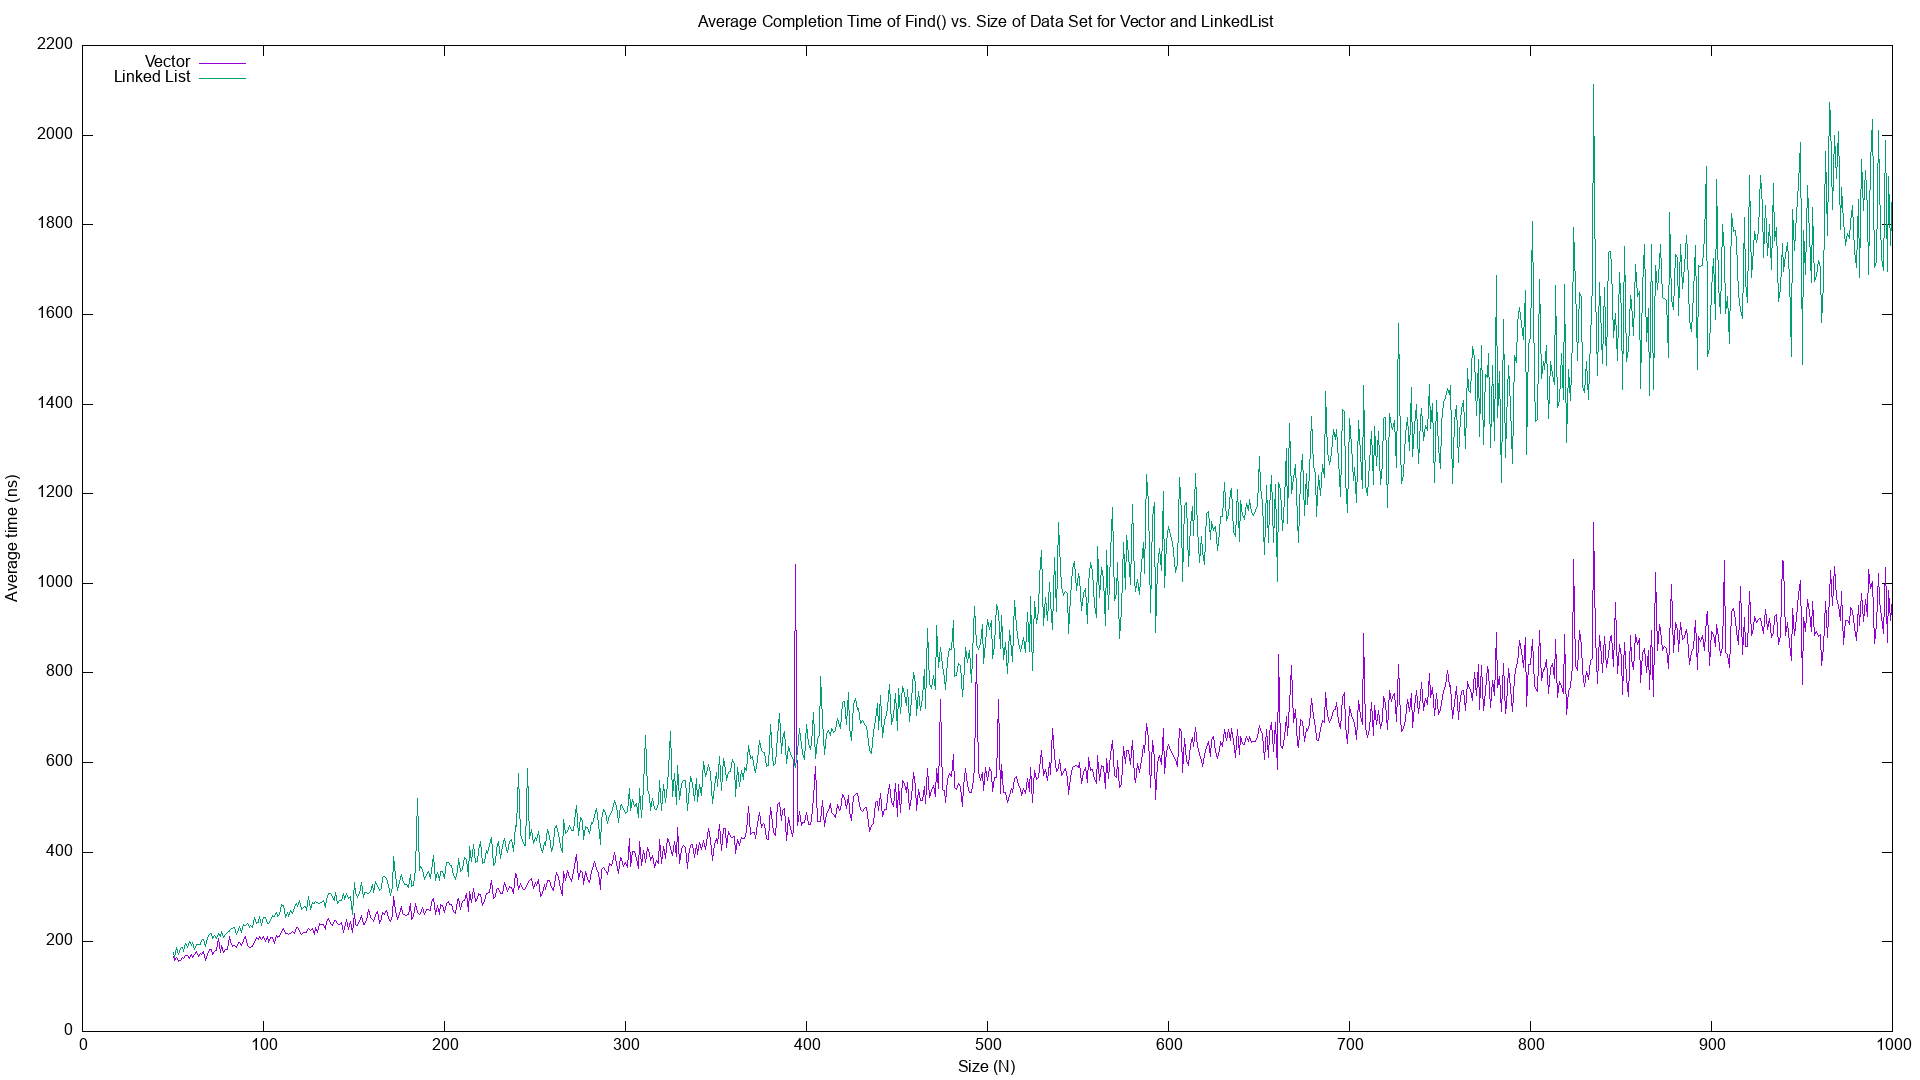 Average Completion Time of Find() vs. Size of Data Set for Vector and LinkedList
2200
2000
1800
1600
1400
1200
1000
800
600
400
200
0
Vector
Linked List
Average time (ns)
0 100 200 300 400 500 600 700 800 900 1000
Size (N)